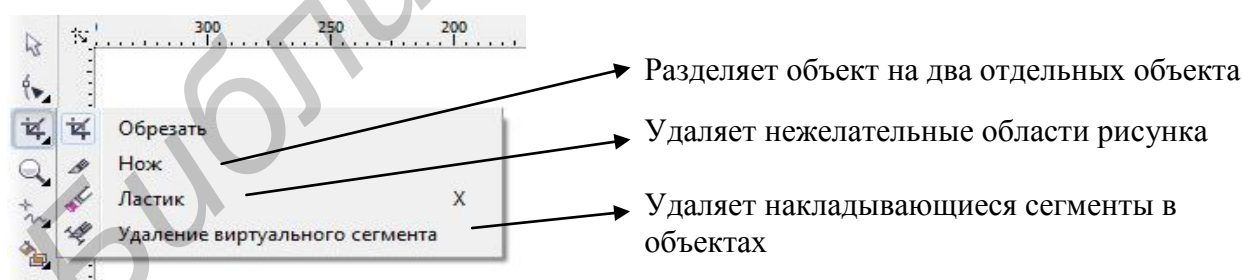 300 250 200
Обрезать
Нож
Ластик X
Удаление виртуального сегмента
Разделяет объект на два отдельных объекта
Удаляет нежелательные области рисунка
Удаляет накладывающиеся сегменты в
объектах